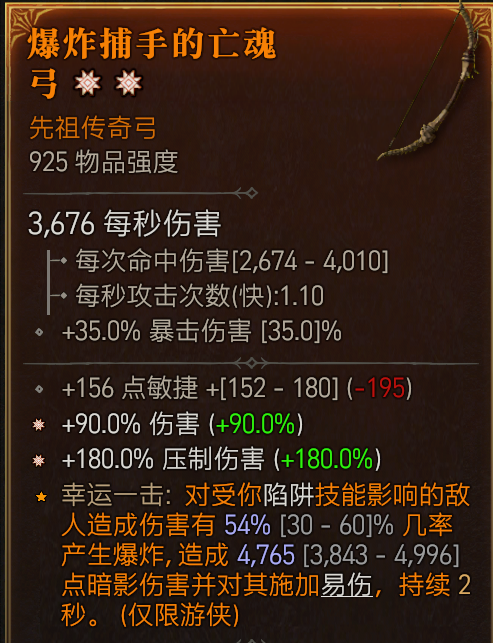 爆炸捕手的亡魂
弓
先祖传奇弓
925 物品强度
3,676 每秒伤害
每次命中伤害[2,674 - 4,010]
每秒攻击次数(快):1.10
+35.0% 暴击伤害 [35.0]%
+156 点敏捷 +[152 - 180] (-195)
+90.0% 伤害 (+90.0%)
+180.0% 压制伤害 (+180.0%)
幸运一击: 对受你陷阱技能影响的敌
人造成伤害有 54% [30 - 60]% 几率
产生爆炸, 造成 4,765 [3,843 - 4,996]
点暗影伤害并对其施加易伤，持续 2
秒。 (仅限游侠)